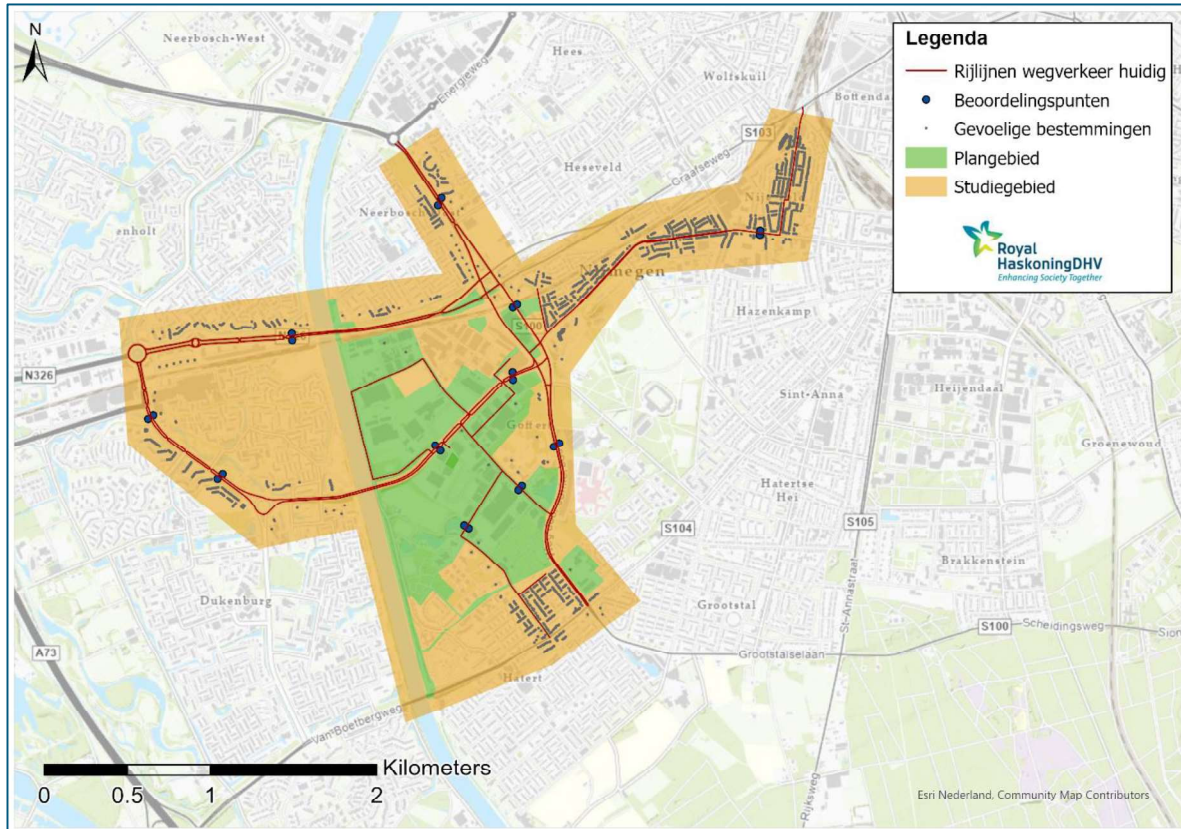 N
Neerbosch-West
Hees
Wolfskuil
Energieweg
S103
Heseveld
Graafseweg
enholt
Nijmegen
Hazenkamp
S100
N326
Sint-Anna
Heijendaal
Groenewoud
Goffert
Hatertse
Hei
S104
S105
Brakkenstein
Dukenburg
Grootstal
St-Annastraat
S100
Scheidingsweg
Sion
A73
Grootstalselaan
Hatert
Van Boetbergweg
Rijksweg
Legenda
Rijlijnen wegverkeer huidig
Beoordelingspunten
Gevoelige bestemmingen
Plangebied
Studiegebied
Royal
HaskoningDHV
Enhancing Society Together
Kilometers
0 0.5 1 2
Esri Nederland, Community Map Contributors